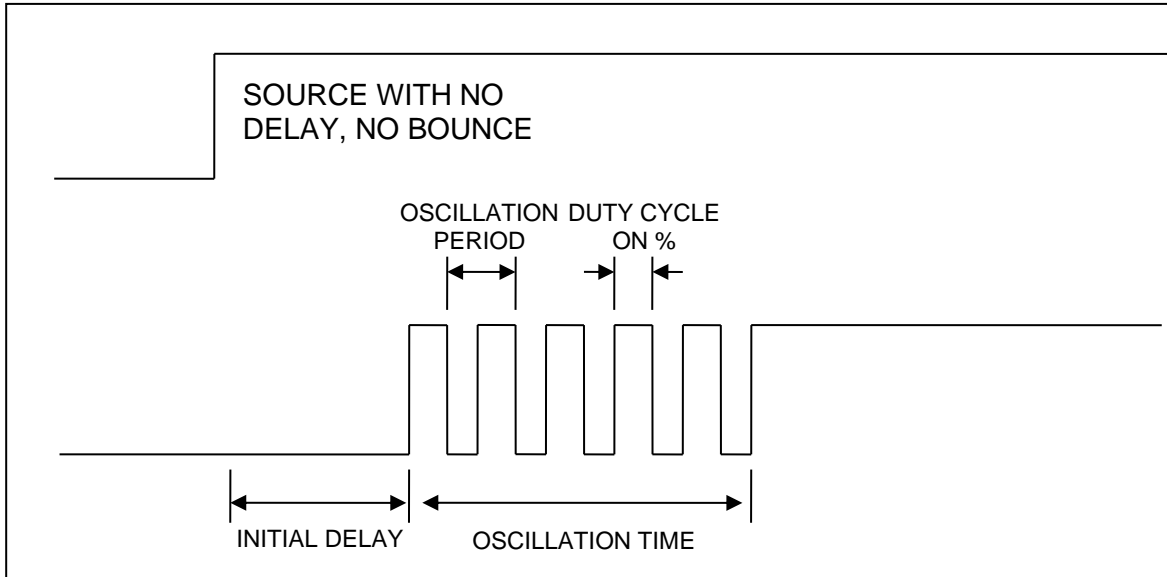 SOURCE WITH NO
DELAY, NO BOUNCE
OSCILLATION
PERIOD
DUTY CYCLE
ON %
INITIAL DELAY
OSCILLATION TIME